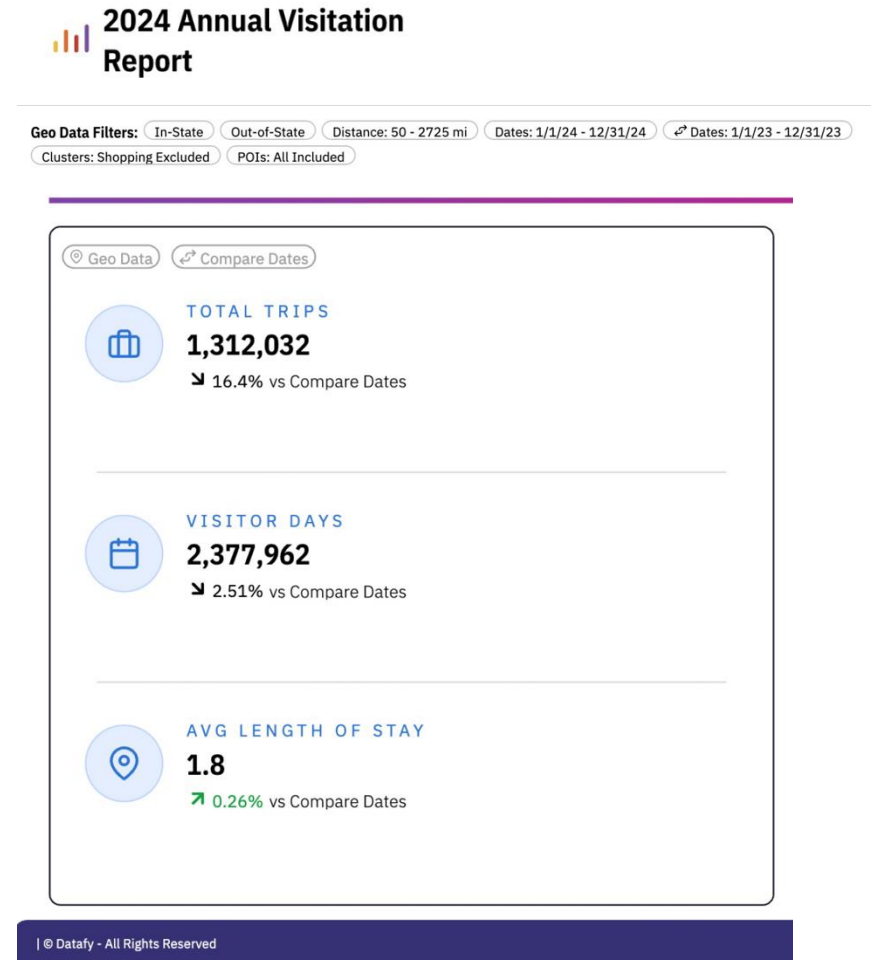 2024 Annual Visitation
Report
Geo Data Filters: In-State Out-of-State Distance: 50 - 2725 mi Dates: 1/1/24 - 12/31/24 Dates: 1/1/23 - 12/31/23
Clusters: Shopping Excluded POIs: All Included
Geo Data Compare Dates
TOTAL TRIPS
1,312,032
16.4% vs Compare Dates
VISITOR DAYS
2,377,962
2.51% vs Compare Dates
AVG LENGTH OF STAY
1.8
0.26% vs Compare Dates
| © Datafy - All Rights Reserved